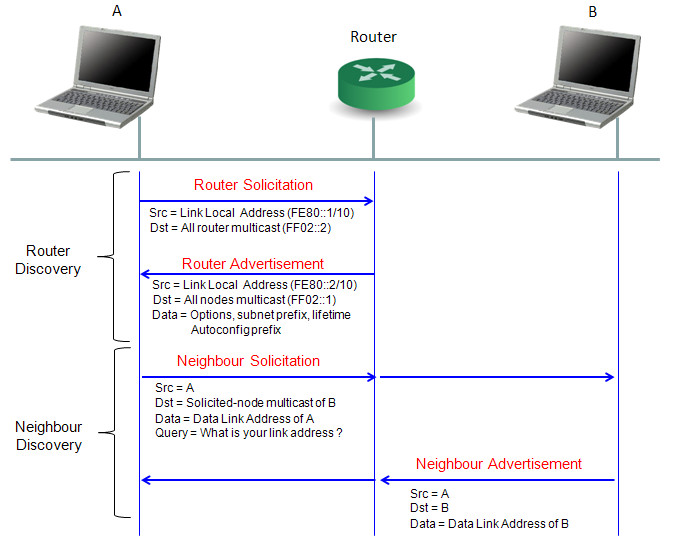 A
B
Router
Router Solicitation
Src = Link Local Address (FE80::1/10)
Dst = All router multicast (FF02::2)
Router
Discovery
Router Advertisement
Src = Link Local Address (FE80::2/10)
Dst = All nodes multicast (FF02::1)
Data = Options, subnet prefix, lifetime
Autoconfig prefix
Neighbour Solicitation
Src = A
Dst = Solicited-node multicast of B
Data = Data Link Address of A
Query = What is your link address ?
Neighbour
Discovery
Neighbour Advertisement
Src = A
Dst = B
Data = Data Link Address of B